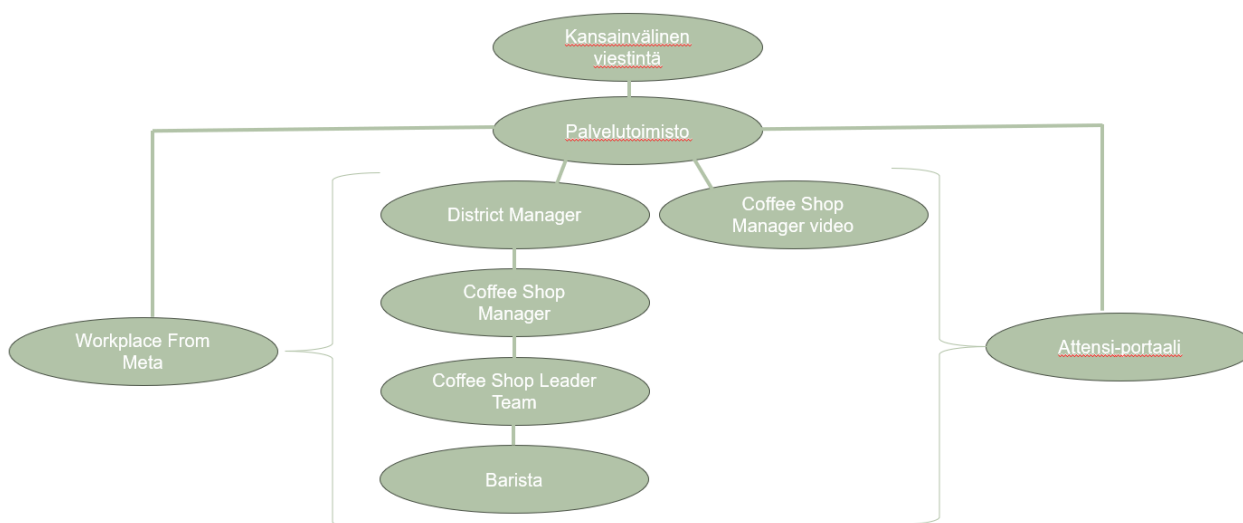 Kansainvälinen
viestintä
Palvelutoimisto
District Manager
Coffee Shop
Manager video
Coffee Shop
Manager
Workplace From
Meta
Attensi-portaali
Coffee Shop Leader
Team
Barista